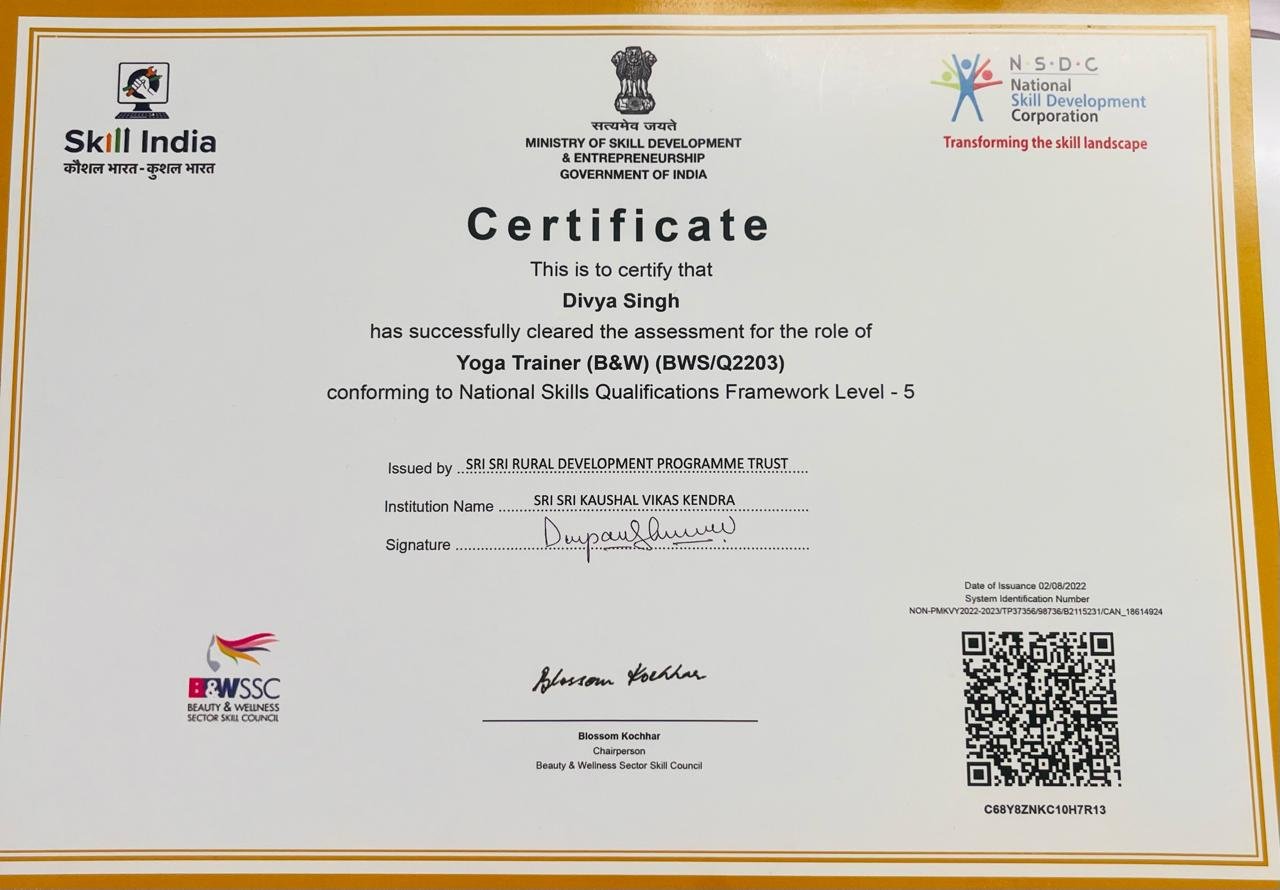 Skill India
कौशल भारत - कुशल भारत
सत्यमेव जयते
MINISTRY OF SKILL DEVELOPMENT
& ENTREPRENEURSHIP
GOVERNMENT OF INDIA
N·S·D·C
National
Skill Development
Corporation
Transforming the skill landscape
Certificate
This is to certify that
Divya Singh
has successfully cleared the assessment for the role of
Yoga Trainer (B&W) (BWS/Q2203)
conforming to National Skills Qualifications Framework Level - 5
Issued by SRI SRI RURAL DEVELOPMENT PROGRAMME TRUST
Institution Name SRI SRI KAUSHAL VIKAS KENDRA
Signature
Date of Issuance 02/08/2022
System Identification Number
NON-PMKVY2022-2023/TP37356/98736/B2115231/CAN_18614924
B&WSSC
BEAUTY & WELLNESS
SECTOR SKILL COUNCIL
Blossom Kochhar
Blossom Kochhar
Chairperson
Beauty & Wellness Sector Skill Council
C68Y8ZNKC10H7R13